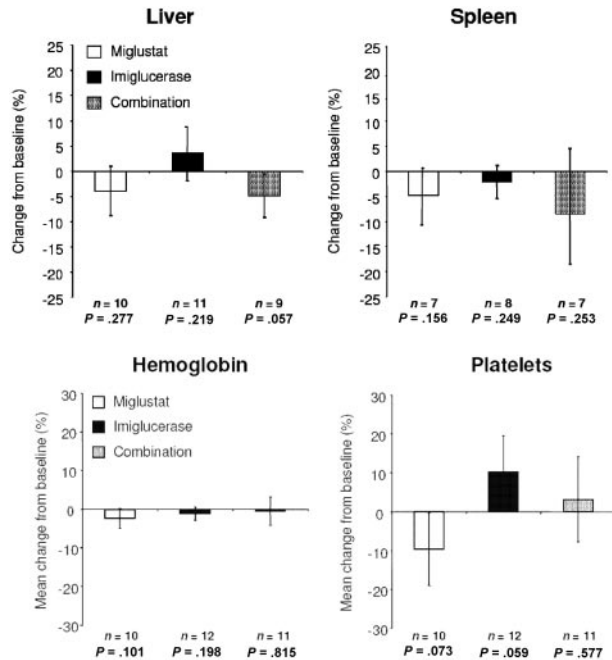 Liver
Change from baseline (%)
25
20
15
10
5
0
-5
-10
-15
-20
-25
Miglustat
Imiglucerase
Combination
n = 10 n = 11 n = 9
P = .277 P = .219 P = .057
Spleen
Change from baseline (%)
25
20
15
10
5
0
-5
-10
-15
-20
-25
n = 7 n = 8 n = 7
P = .156 P = .249 P = .253
Hemoglobin
Mean change from baseline (%)
30
20
10
0
-10
-20
-30
Miglustat
Imiglucerase
Combination
n = 10 n = 12 n = 11
P = .101 P = .198 P = .815
Platelets
Mean change from baseline (%)
30
20
10
0
-10
-20
-30
n = 10 n = 12 n = 11
P = .073 P = .059 P = .577